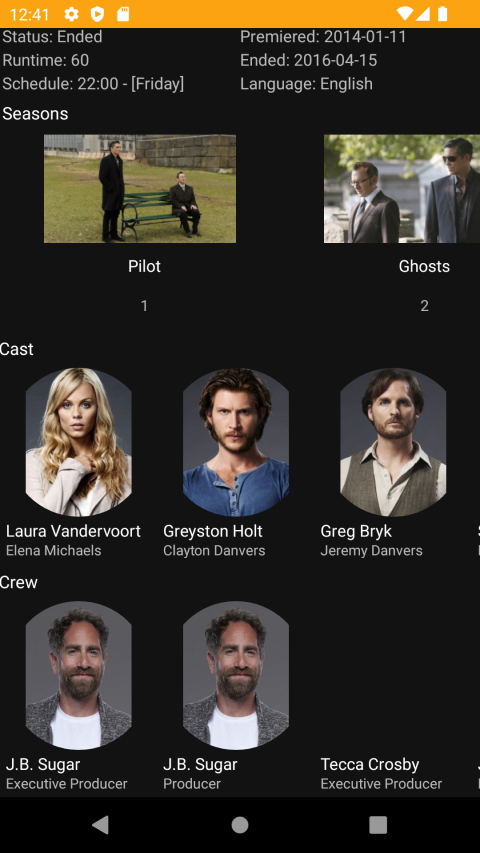 12:41
Status: Ended
Premiered: 2014-01-11
Runtime: 60
Ended: 2016-04-15
Schedule: 22:00 - [Friday]
Language: English
Seasons
Pilot
Ghosts
1
2
Cast
Laura Vandervoort
Greyston Holt
Greg Bryk
Elena Michaels
Clayton Danvers
Jeremy Danvers
Crew
J.B. Sugar
J.B. Sugar
Tecca Crosby
Executive Producer
Producer
Executive Producer